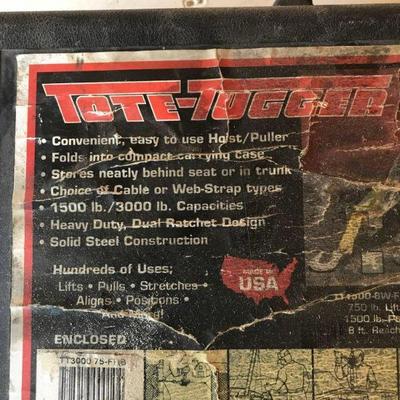 TOTE-TUGGER
• Convenient, easy to use Hoist/Puller
• Folds into compact carrying case
• Stores neatly behind seat or in trunk
• Choice of Cable or Web-Strap types
• 1500 lb./3000 lb. Capacities
• Heavy Duty, Dual Ratchet Design
• Solid Steel Construction
Hundreds of Uses;
Lifts • Pulls • Stretches •
Aligns • Positions •
And More!
MADE IN
USA
750 lb. Lift
1500 lb.
8 ft. Reach
ENCLOSED